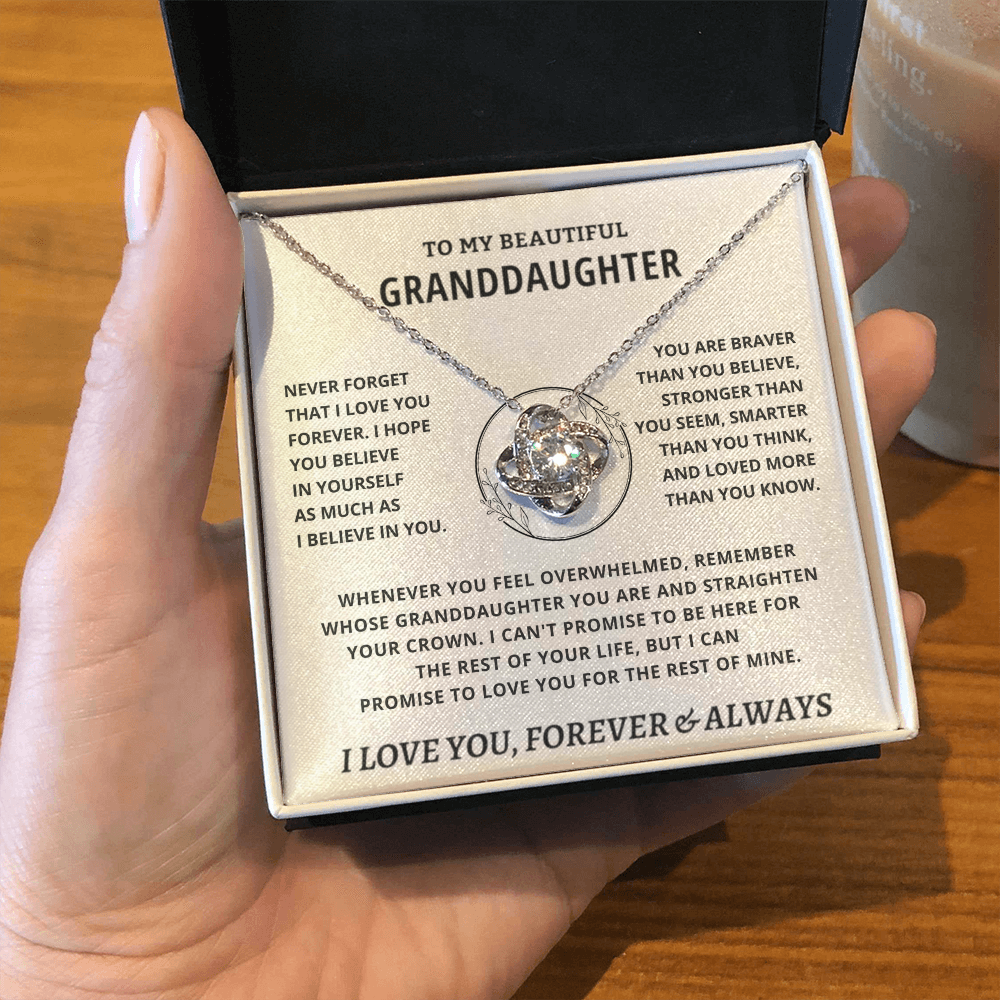 TO MY BEAUTIFUL
GRANDDAUGHTER
NEVER FORGET
THAT I LOVE YOU
FOREVER. I HOPE
YOU BELIEVE
IN YOURSELF
AS MUCH AS
I BELIEVE IN YOU.
YOU ARE BRAVER
THAN YOU BELIEVE,
STRONGER THAN
YOU SEEM, SMARTER
THAN YOU THINK,
AND LOVED MORE
THAN YOU KNOW.
WHENEVER YOU FEEL OVERWHELMED, REMEMBER
WHOSE GRANDDAUGHTER YOU ARE AND STRAIGHTEN
YOUR CROWN. I CAN'T PROMISE TO BE HERE FOR
THE REST OF YOUR LIFE, BUT I CAN
PROMISE TO LOVE YOU FOR THE REST OF MINE.
I LOVE YOU, FOREVER & ALWAYS
first
day